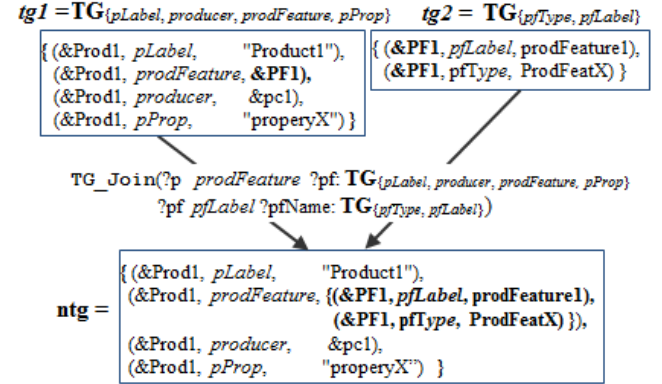 tg1 =TG{pLabel, producer, prodFeature, pProp}
tg2 = TG{pfType, pfLabel}
{ (&Prod1, pLabel, "Product1"),
(&Prod1, prodFeature, &PF1),
(&Prod1, producer, &pc1),
(&Prod1, pProp, "properyX") }
{ (&PF1, pfLabel, prodFeature1),
(&PF1, pfType, ProdFeatX) }
TG_Join(?p prodFeature ?pf: TG{pLabel, producer, prodFeature, pProp}
?pf pfLabel ?pfName: TG{pfType, pfLabel})
ntg =
{ (&Prod1, pLabel, "Product1"),
(&Prod1, prodFeature, {(&PF1, pfLabel, prodFeature1),
(&PF1, pfType, ProdFeatX) }),
(&Prod1, producer, &pc1),
(&Prod1, pProp, "properyX") }